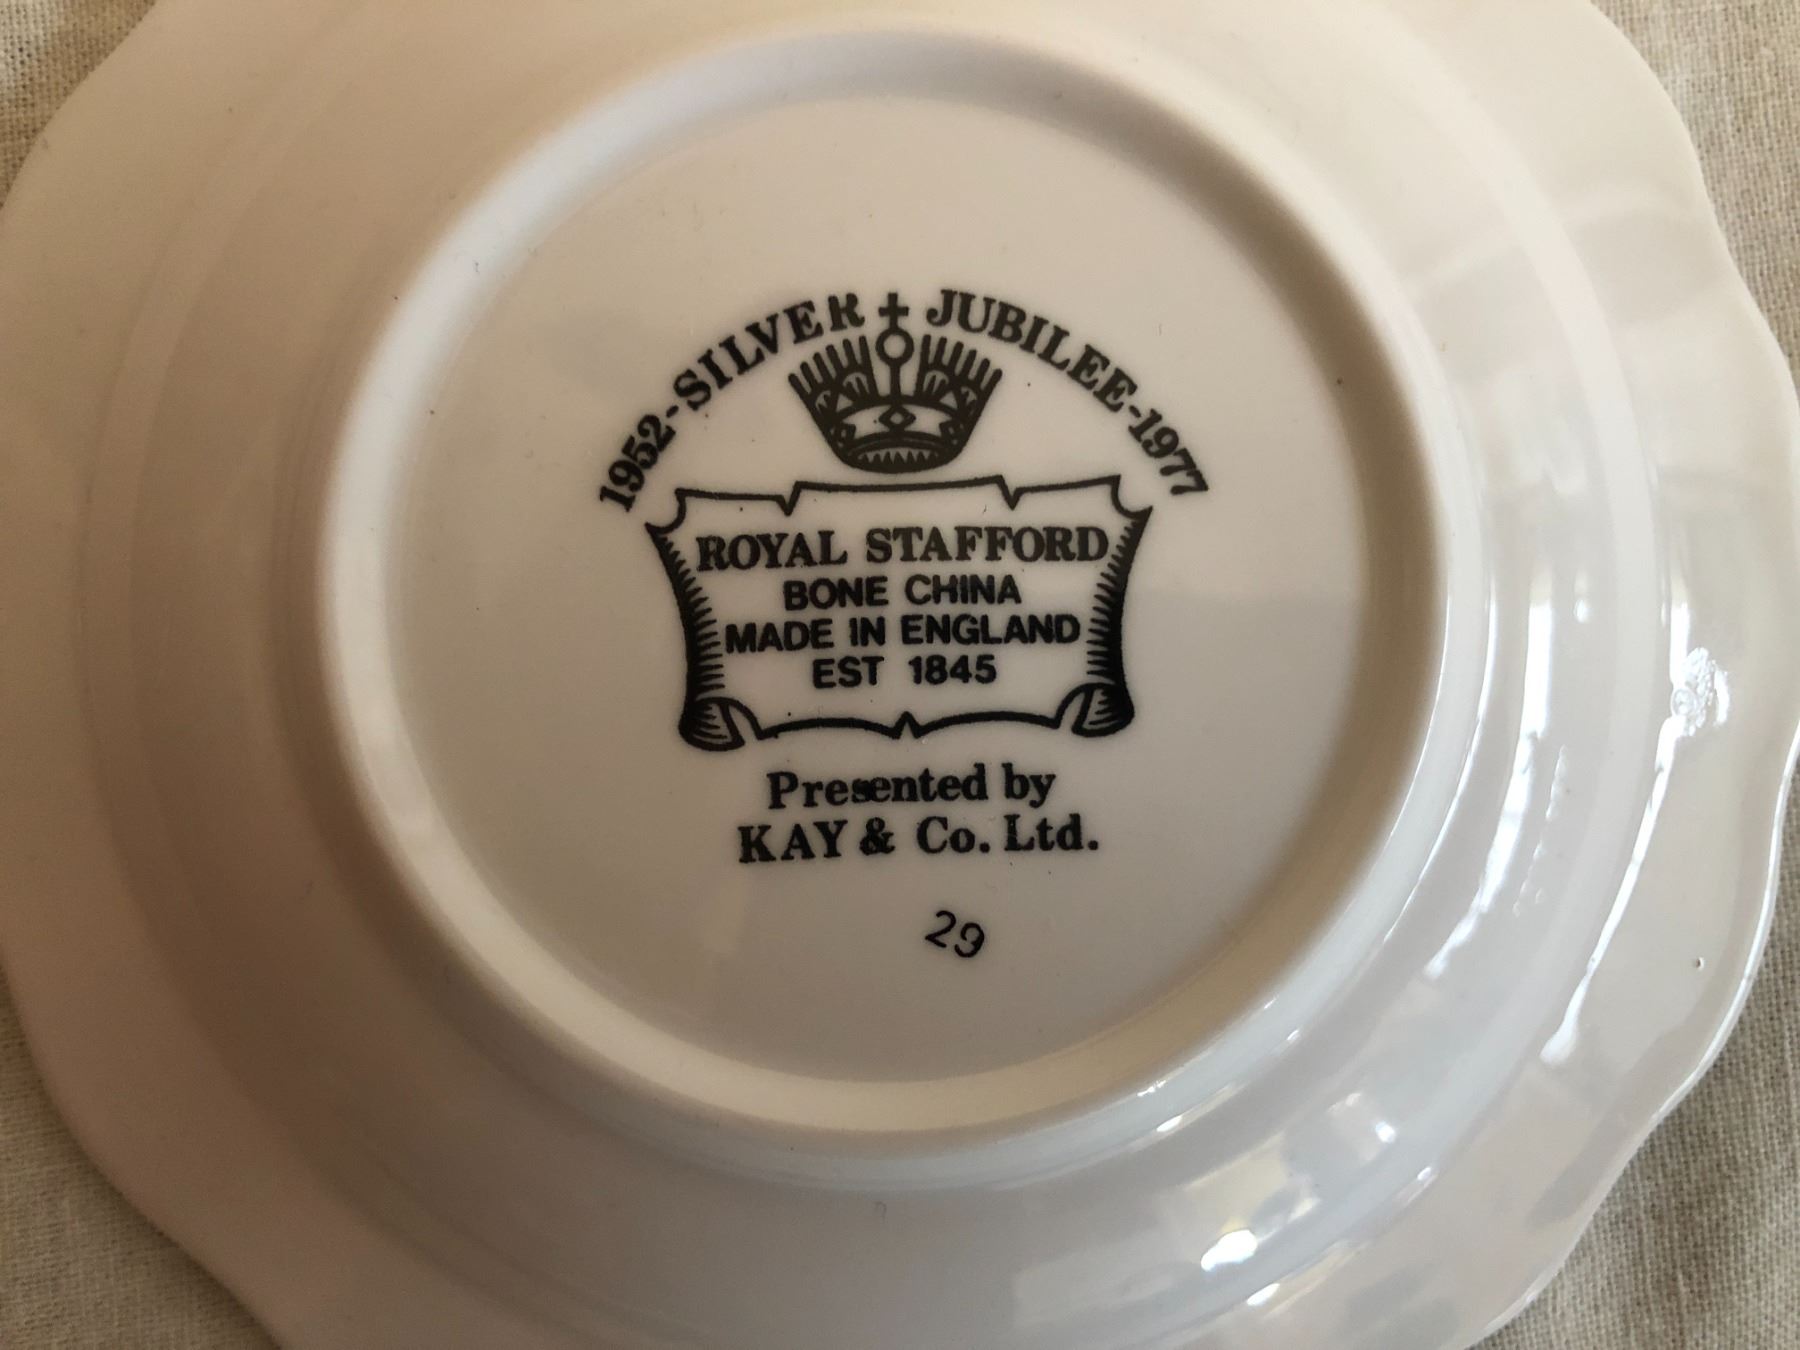 1952-SILVER JUBILEE-1977
ROYAL STAFFORD
BONE CHINA
MADE IN ENGLAND
EST 1845
Presented by
KAY & Co. Ltd.
29